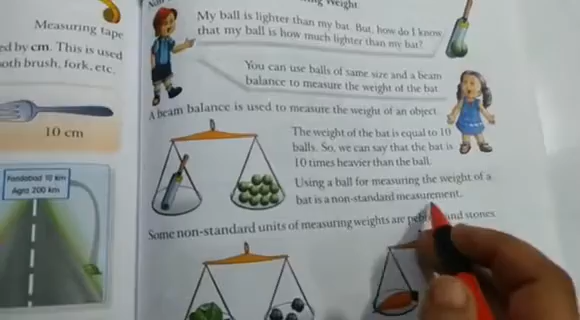 Measuring tape
ed by cm. This is used
oth brush, fork, etc.
10 cm
Faridabad 10 km
Agra 200 km
Weight
My ball is lighter than my bat. But, how do I know
that my ball is how much lighter than my bat?
You can use balls of same size and a beam
balance to measure the weight of the bat
A beam balance is used to measure the weight of an object.
The weight of the bat is equal to 10
balls. So, we can say that the bat is
10 times heavier than the ball.
Using a ball for measuring the weight of a
bat is a non-standard measurement.
Some non-standard units of measuring weights are and stones